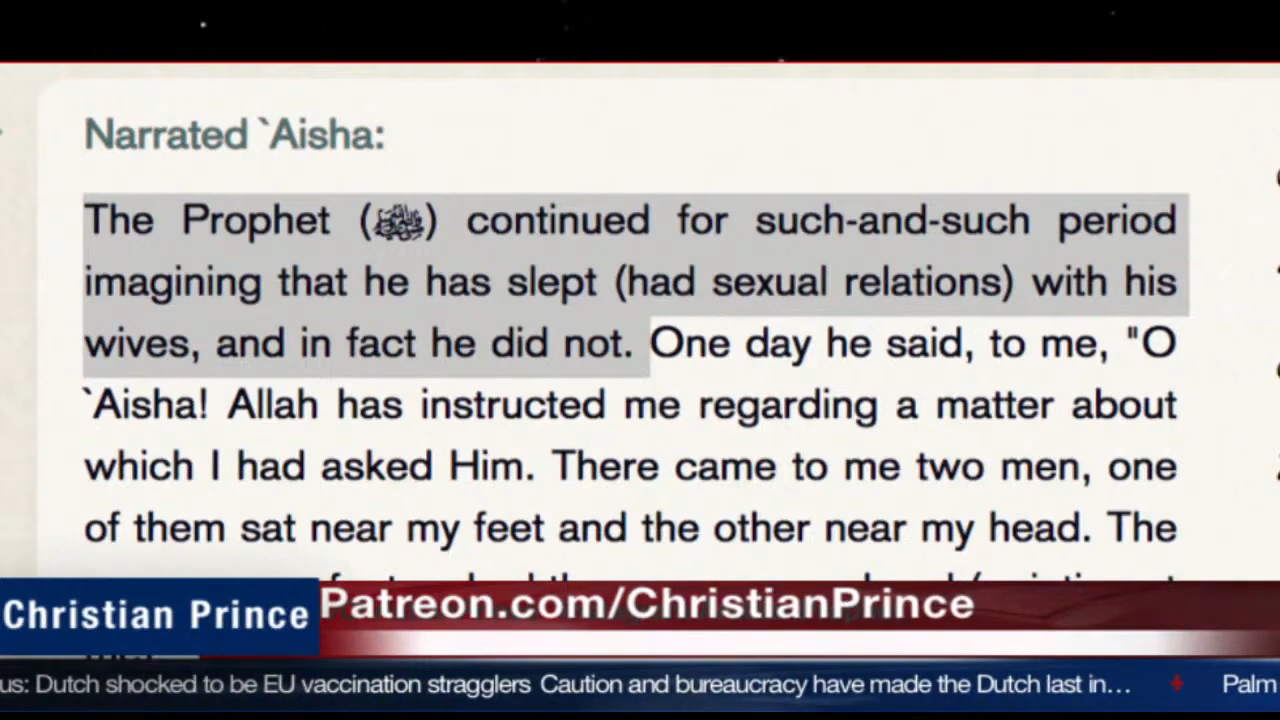 Narrated `Aisha:
The Prophet (ﷺ) continued for such-and-such period
imagining that he has slept (had sexual relations) with his
wives, and in fact he did not. One day he said, to me, "O
`Aisha! Allah has instructed me regarding a matter about
which I had asked Him. There came to me two men, one
of them sat near my feet and the other near my head. The
Christian Prince
Patreon.com/ChristianPrince
us: Dutch shocked to be EU vaccination stragglers Caution and bureaucracy have made the Dutch last in… Palm